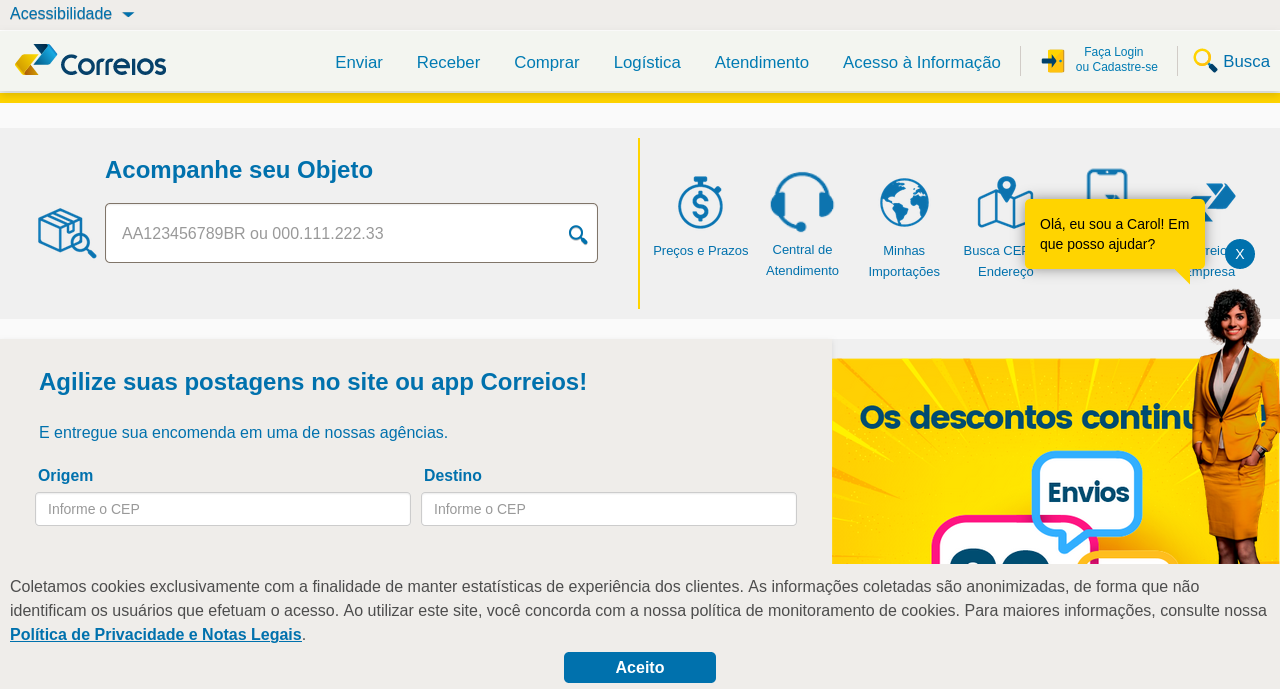 Acessibilidade
Correios
Enviar
Receber
Comprar
Logística
Atendimento
Acesso à Informação
Faça Login
ou Cadastre-se
Busca
Acompanhe seu Objeto
AA123456789BR ou 000.111.222.33
Preços e Prazos
Central de
Atendimento
Minhas
Importações
Busca CEP
Endereço
Olá, eu sou a Carol! Em
que posso ajudar?
X
Agilize suas postagens no site ou app Correios!
E entregue sua encomenda em uma de nossas agências.
Origem
Destino
Informe o CEP
Informe o CEP
Os descontos continu
Envios
Coletamos cookies exclusivamente com a finalidade de manter estatísticas de experiência dos clientes. As informações coletadas são anonimizadas, de forma que não
identificam os usuários que efetuam o acesso. Ao utilizar este site, você concorda com a nossa política de monitoramento de cookies. Para maiores informações, consulte nossa
Política de Privacidade e Notas Legais.
Aceito